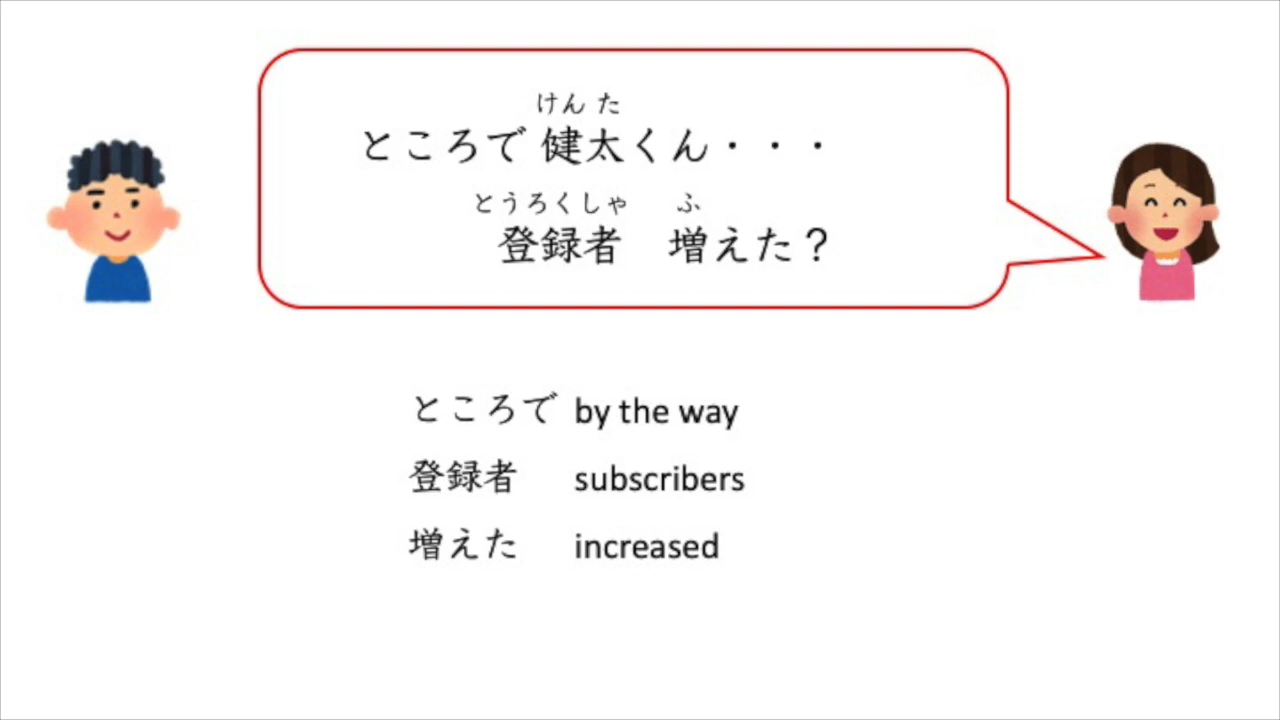 けん た
ところで 健太くん・・・
とうろくしゃ ふ
登録者 増えた？
ところで by the way
登録者 subscribers
増えた increased